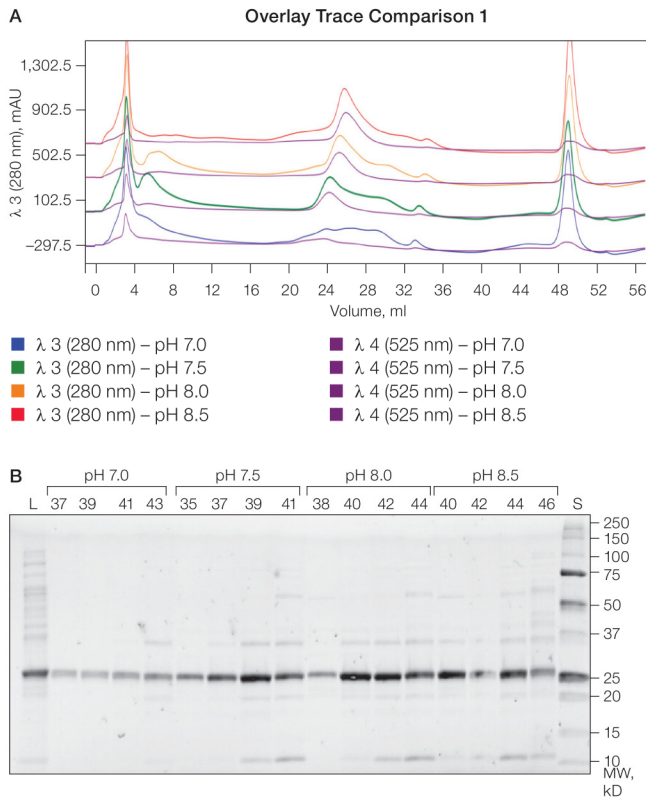 A
Overlay Trace Comparison 1
λ 3 (280 nm), mAU
1,302.5
902.5
502.5
102.5
−297.5
0 4 8 12 16 20 24 28 32 36 40 44 48 52 56
Volume, ml
λ 3 (280 nm) – pH 7.0
λ 3 (280 nm) – pH 7.5
λ 3 (280 nm) – pH 8.0
λ 3 (280 nm) – pH 8.5
λ 4 (525 nm) – pH 7.0
λ 4 (525 nm) – pH 7.5
λ 4 (525 nm) – pH 8.0
λ 4 (525 nm) – pH 8.5
B
pH 7.0 pH 7.5 pH 8.0 pH 8.5
L 37 39 41 43 35 37 39 41 38 40 42 44 40 42 44 46 S
250
150
100
75
50
37
25
20
15
10
MW,
kD